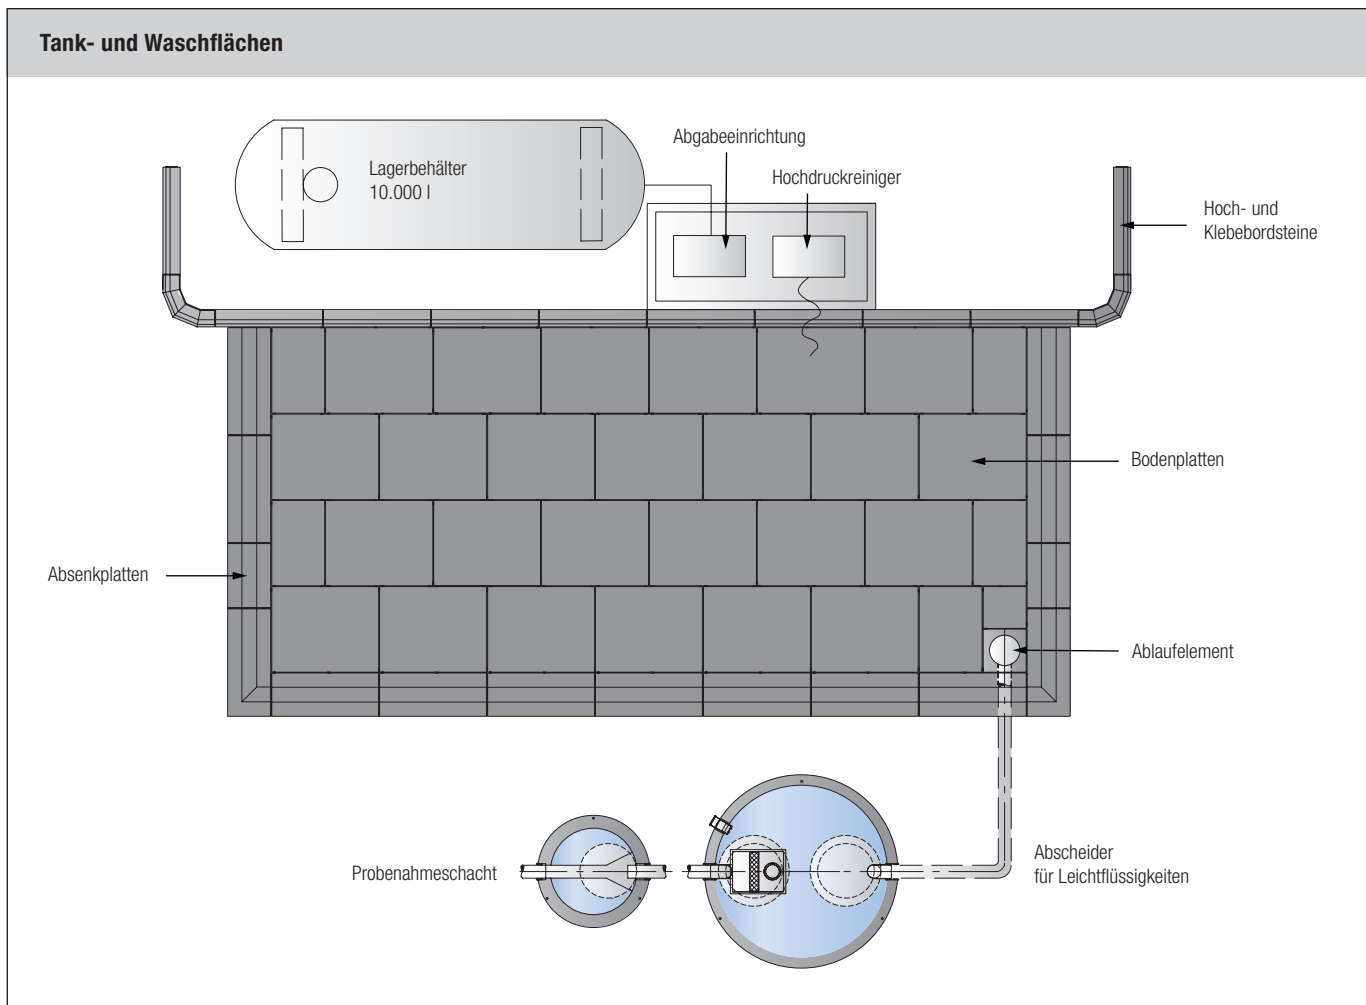 Tank- und Waschflächen
Abgabeeinrichtung
Lagerbehälter
10.000 l
Hochdruckreiniger
Hoch- und
Klebebordsteine
Bodenplatten
Absenkplatten
Ablaufelement
Probenahmeschacht
Abscheider
für Leichtflüssigkeiten